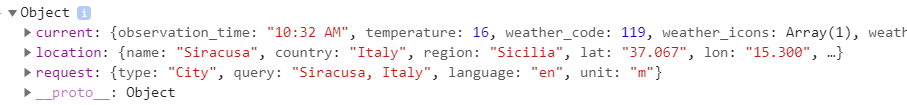 Object i
current: {observation_time: "10:32 AM", temperature: 16, weather_code: 119, weather_icons: Array(1), weath
location: {name: "Siracusa", country: "Italy", region: "Sicilia", lat: "37.067", lon: "15.300", …}
request: {type: "City", query: "Siracusa, Italy", language: "en", unit: "m"}
__proto__: Object